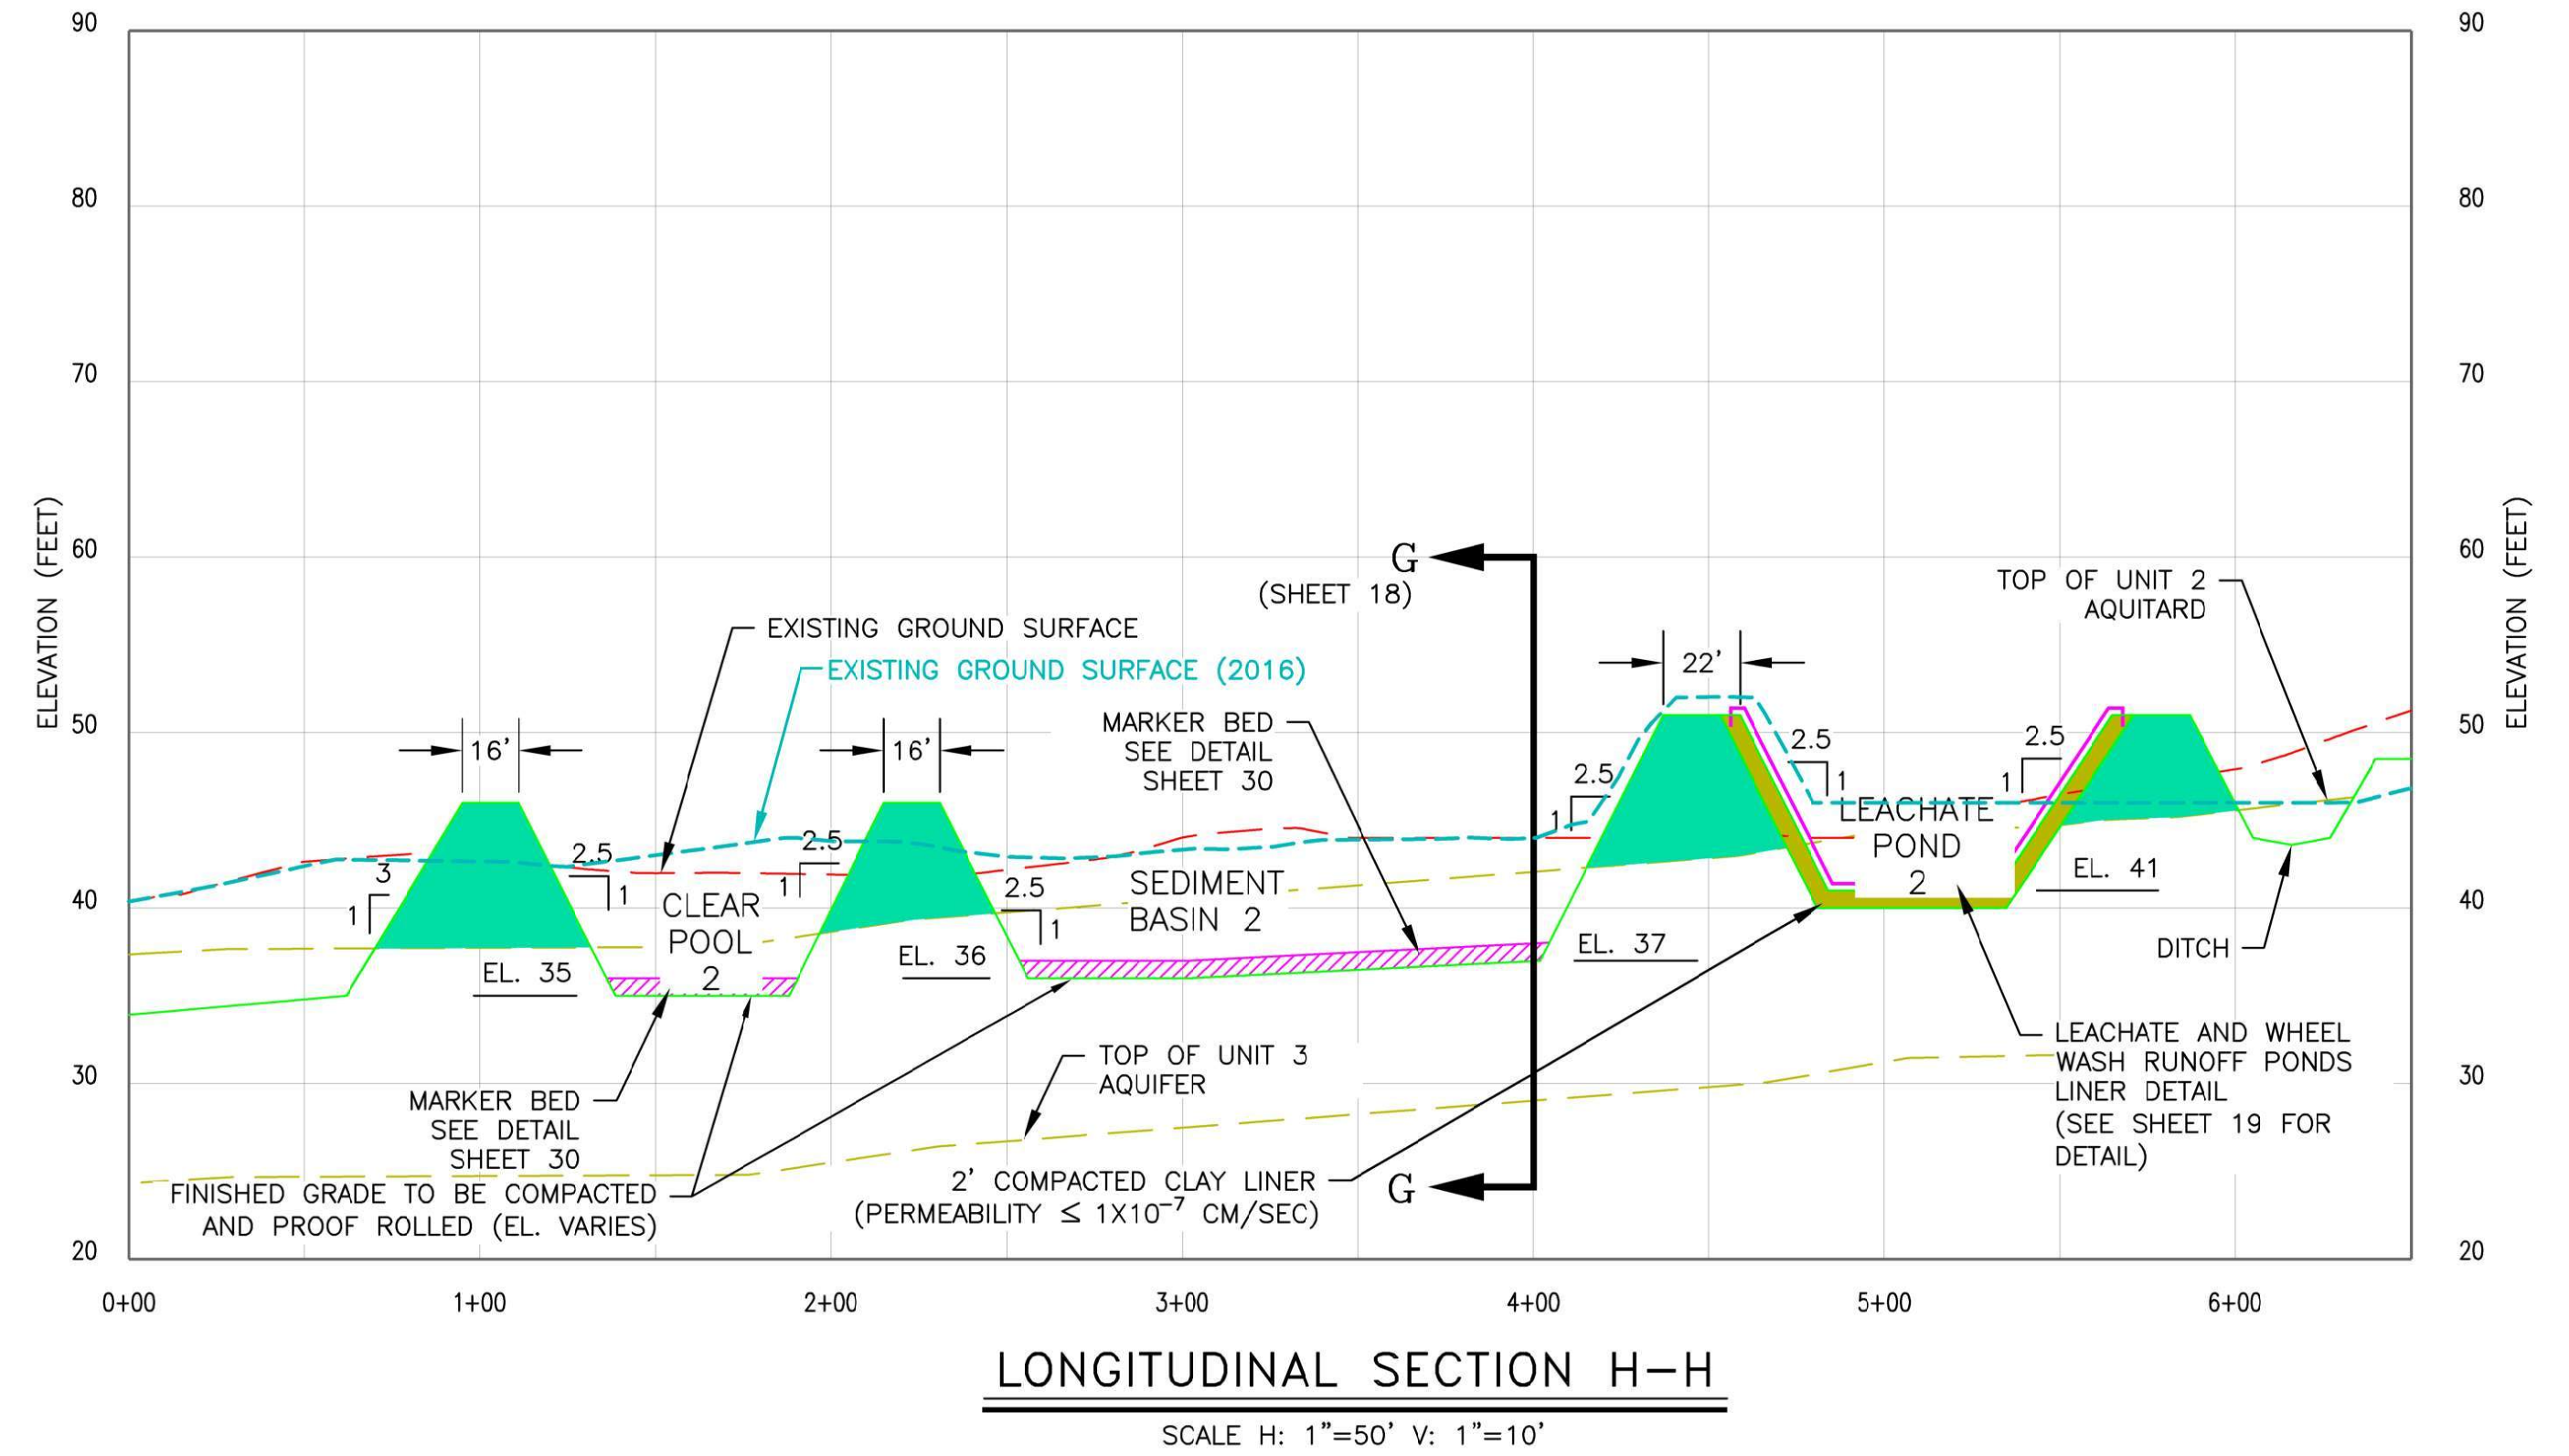 90
90
80
80
70
70
60
60
50
50
40
40
30
30
20
20
ELEVATION (FEET)
ELEVATION (FEET)
G
(SHEET 18)
TOP OF UNIT 2
AQUITARD
EXISTING GROUND SURFACE
EXISTING GROUND SURFACE (2016)
22'
MARKER BED
SEE DETAIL
SHEET 30
16'
16'
2.5
1
2.5
1
2.5
1
LEACHATE
POND
2
EL. 41
3
1
2.5
1
2.5
1
2.5
1
CLEAR
POOL
2
SEDIMENT
BASIN 2
EL. 35
EL. 36
EL. 37
DITCH
TOP OF UNIT 3
AQUIFER
LEACHATE AND WHEEL
WASH RUNOFF PONDS
LINER DETAIL
(SEE SHEET 19 FOR
DETAIL)
MARKER BED
SEE DETAIL
SHEET 30
FINISHED GRADE TO BE COMPACTED
AND PROOF ROLLED (EL. VARIES)
2' COMPACTED CLAY LINER
(PERMEABILITY ≤ 1X10⁻⁷ CM/SEC)
G
0+00
1+00
2+00
3+00
4+00
5+00
6+00
LONGITUDINAL SECTION H-H
SCALE H: 1"=50' V: 1"=10'